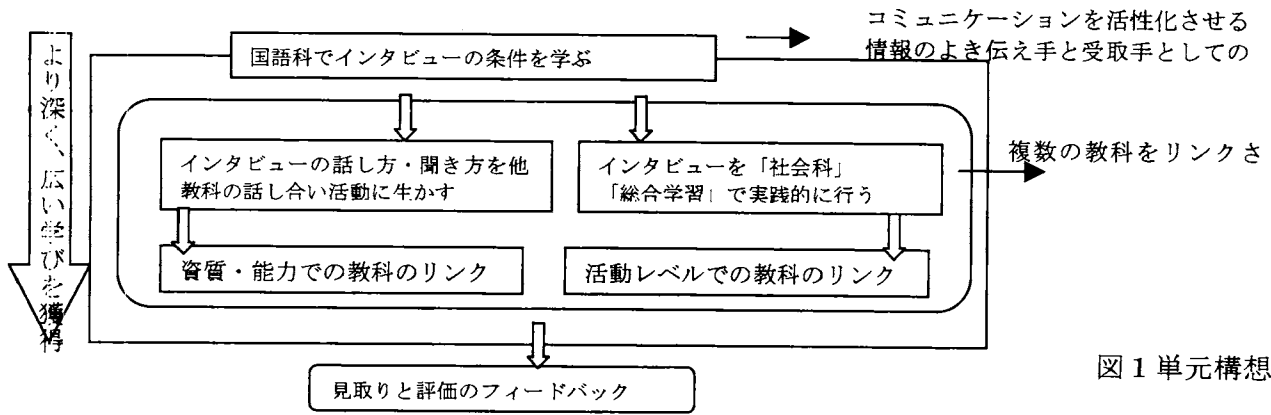 コミュニケーションを活性化させる
情報のよき伝え手と受取手としての
国語科でインタビューの条件を学ぶ
より深く、広い学びを獲得
インタビューの話し方・聞き方を他
教科の話し合い活動に生かす
インタビューを「社会科」
「総合学習」で実践的に行う
複数の教科をリンクさ
資質・能力での教科のリンク
活動レベルでの教科のリンク
見取りと評価のフィードバック
図1単元構想